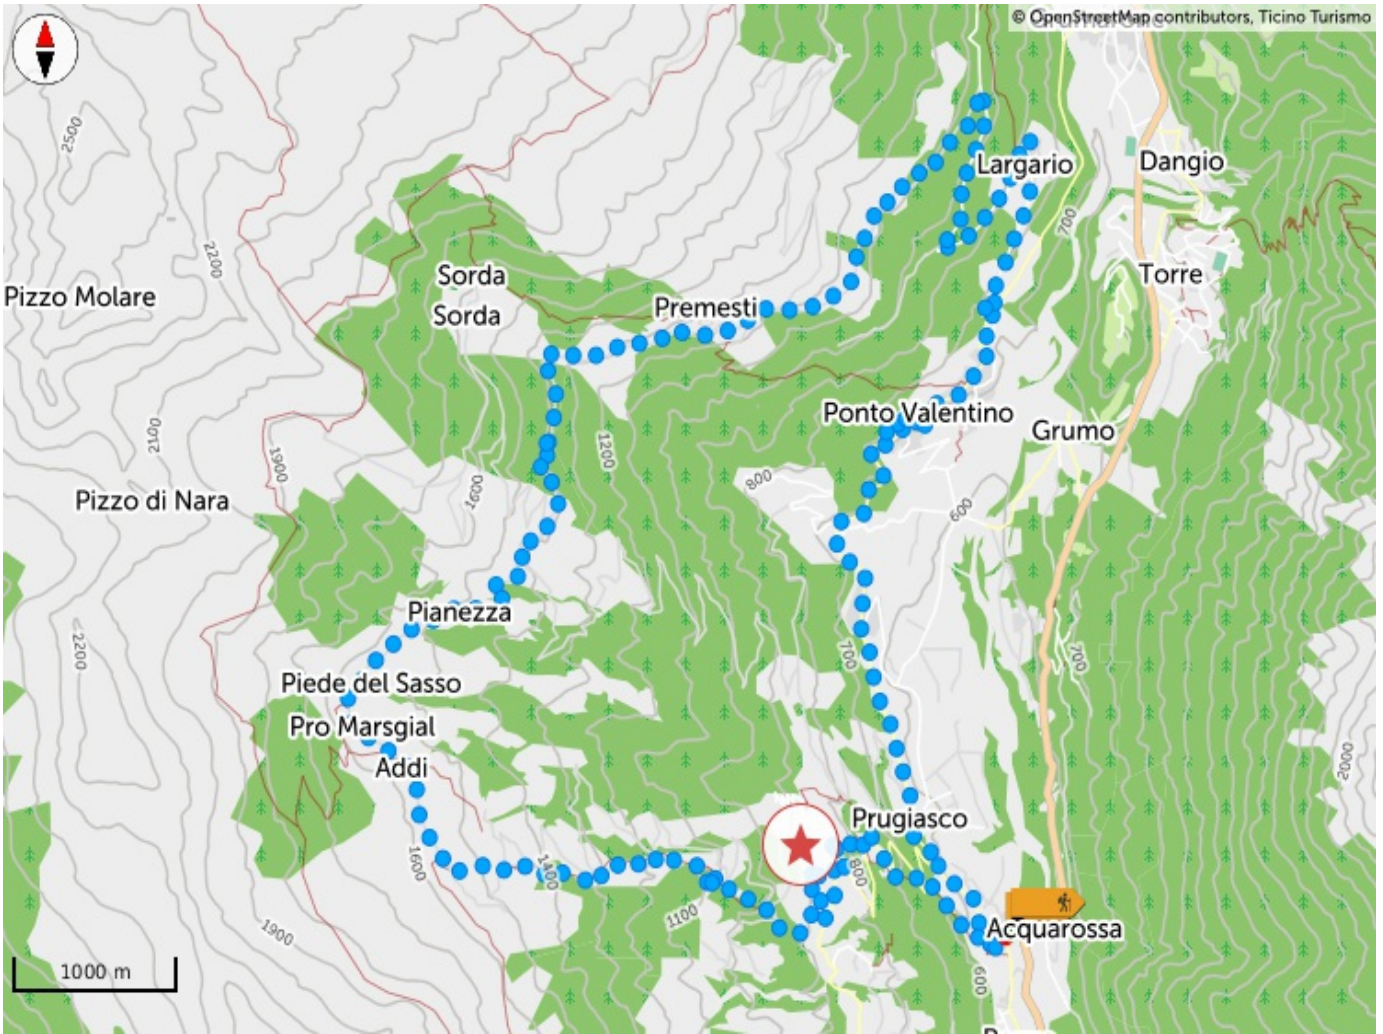 © OpenStreetMap contributors, Ticino Turismo
2500
Largario
Dangio
700
2200
Sorda
Torre
Pizzo Molare
Premesti
Sorda
Ponto Valentino
2100
Grumo
1200
1900
800
1600
Pizzo di Nara
600
Pianezza
2200
700
700
Piede del Sasso
Pro Marsgial
2000
Addi
Prugiasco
1600
1400
800
1100
Acquarossa
1900
1000 m
600